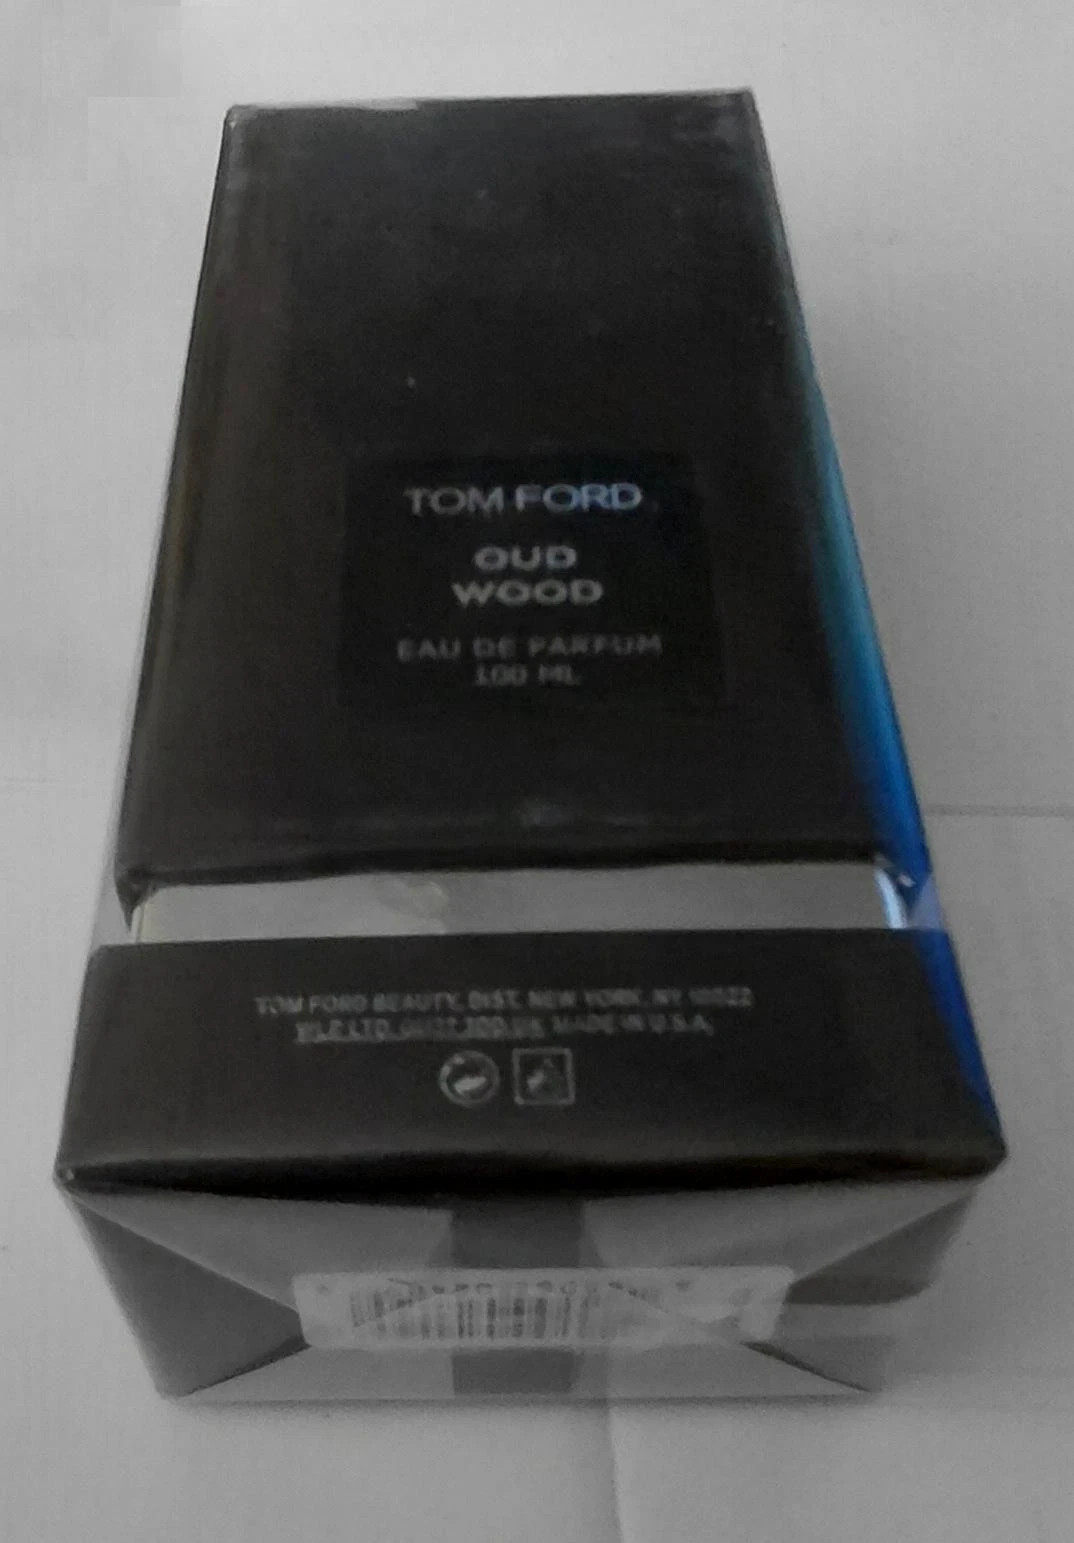 TOM FORD
OUD
WOOD
EAU DE PARFUM
100 ML
TOM FORD BEAUTY, DIST. NEW YORK, NY 10022
MADE IN U.S.A.